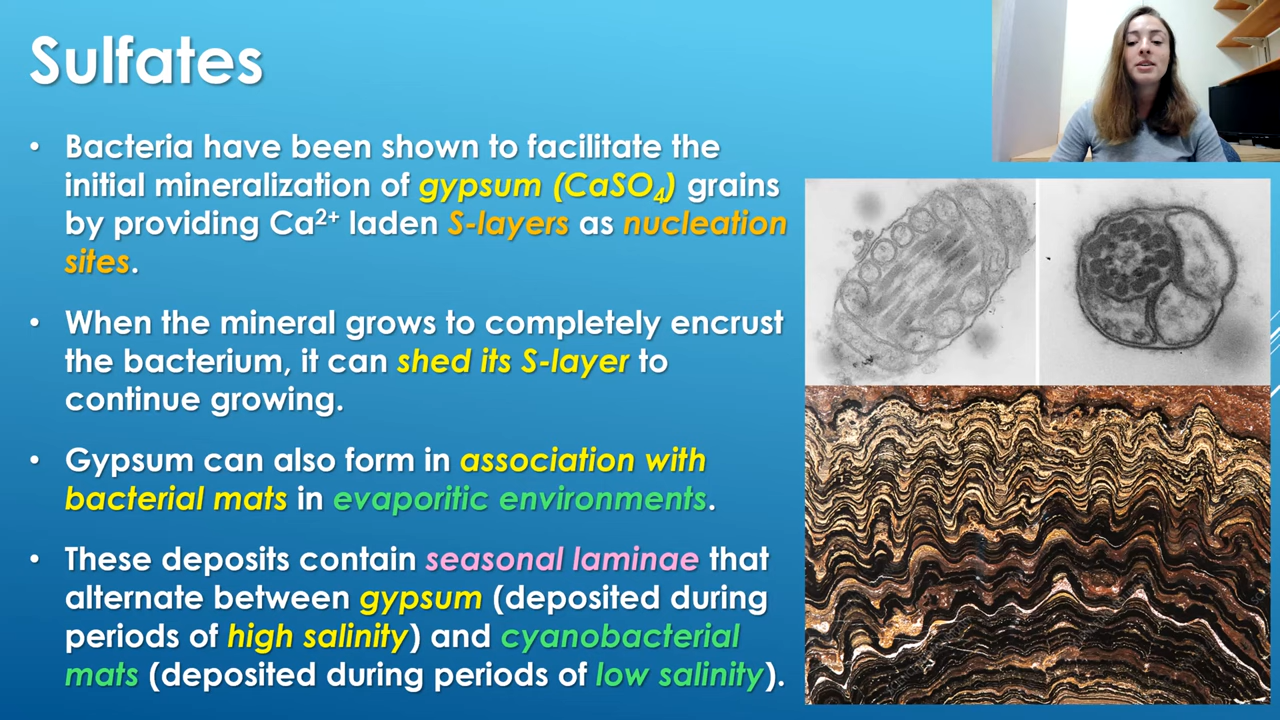 Sulfates
• Bacteria have been shown to facilitate the
initial mineralization of gypsum (CaSO₄) grains
by providing Ca²⁺ laden S-layers as nucleation
sites.
• When the mineral grows to completely encrust
the bacterium, it can shed its S-layer to
continue growing.
• Gypsum can also form in association with
bacterial mats in evaporitic environments.
• These deposits contain seasonal laminae that
alternate between gypsum (deposited during
periods of high salinity) and cyanobacterial
mats (deposited during periods of low salinity).